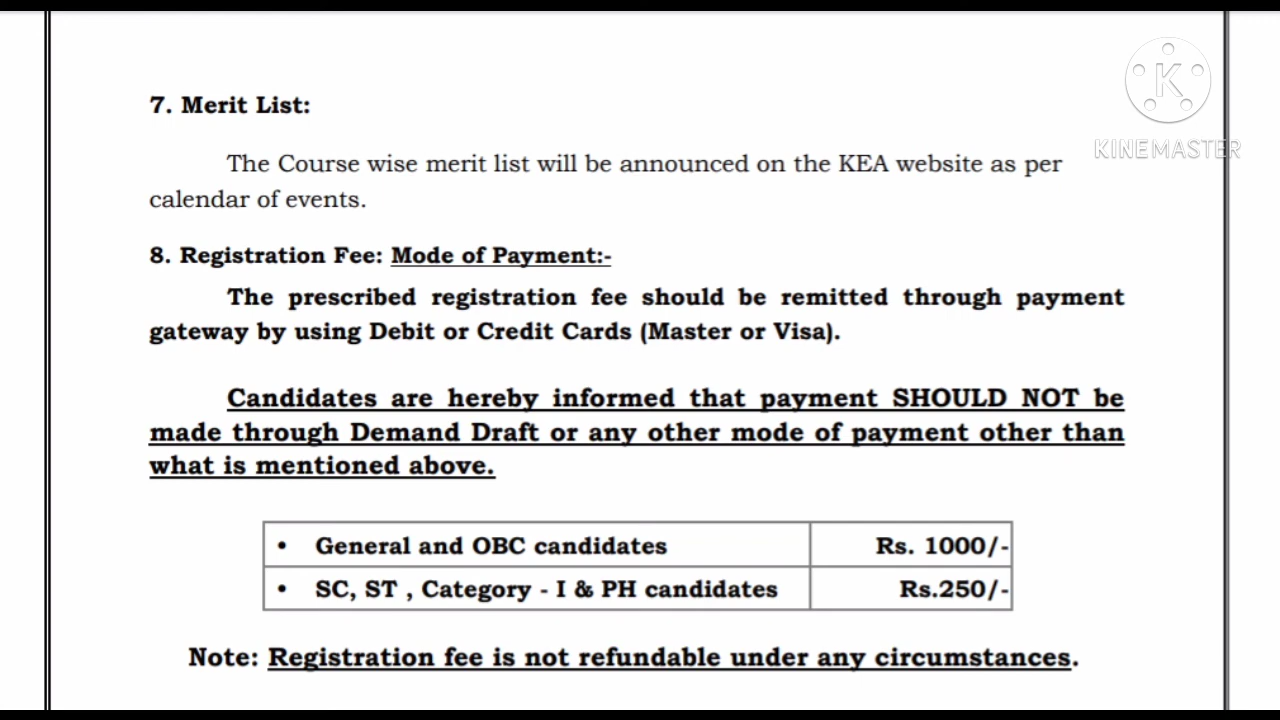 K
KINEMASTER
7. Merit List:
The Course wise merit list will be announced on the KEA website as per
calendar of events.
8. Registration Fee: Mode of Payment:-
The prescribed registration fee should be remitted through payment
gateway by using Debit or Credit Cards (Master or Visa).
Candidates are hereby informed that payment SHOULD NOT be
made through Demand Draft or any other mode of payment other than
what is mentioned above.
• General and OBC candidates Rs. 1000/-
• SC, ST , Category - I & PH candidates Rs.250/-
Note: Registration fee is not refundable under any circumstances.